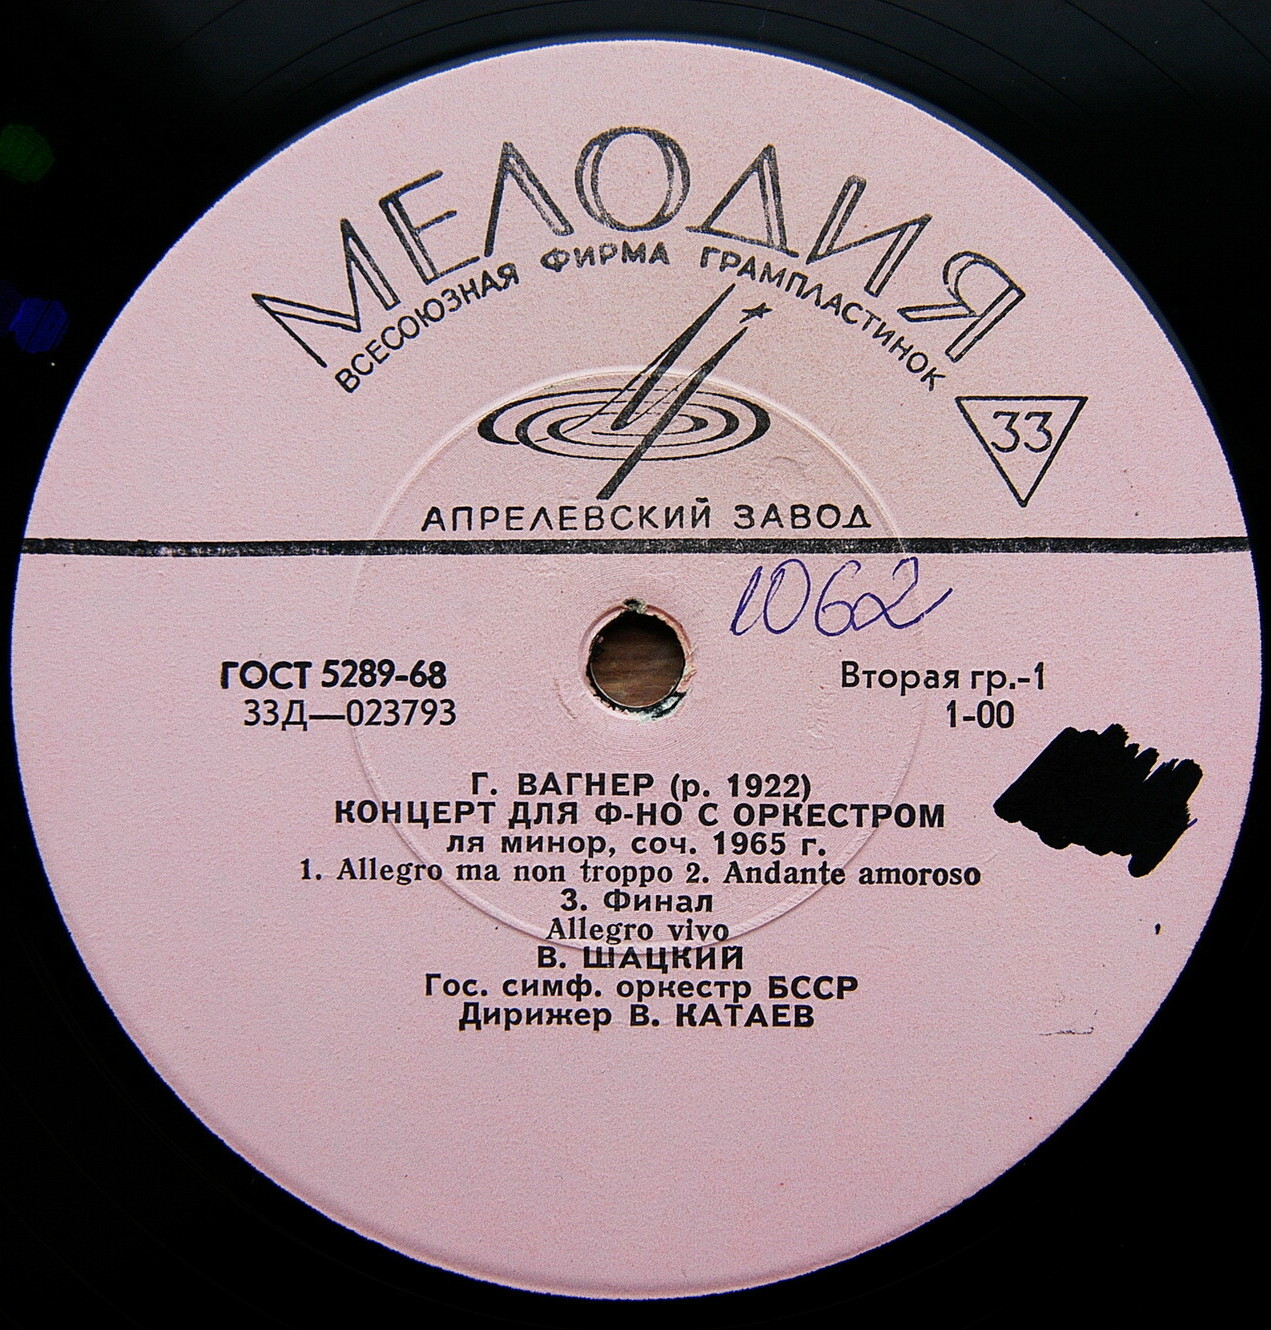 МЕЛОДИЯ
ВСЕСОЮЗНАЯ ФИРМА ГРАМПЛАСТИНОК
33
АПРЕЛЕВСКИЙ ЗАВОД
1062
ГОСТ 5289-68
33Д—023793
Вторая гр.-1
1-00
Г. ВАГНЕР (р. 1922)
КОНЦЕРТ ДЛЯ Ф-НО С ОРКЕСТРОМ
ля минор, соч. 1965 г.
1. Allegro ma non troppo 2. Andante amoroso
3. Финал
Allegro vivo
В. ШАЦКИЙ
Гос. симф. оркестр БССР
Дирижер В. КАТАЕВ